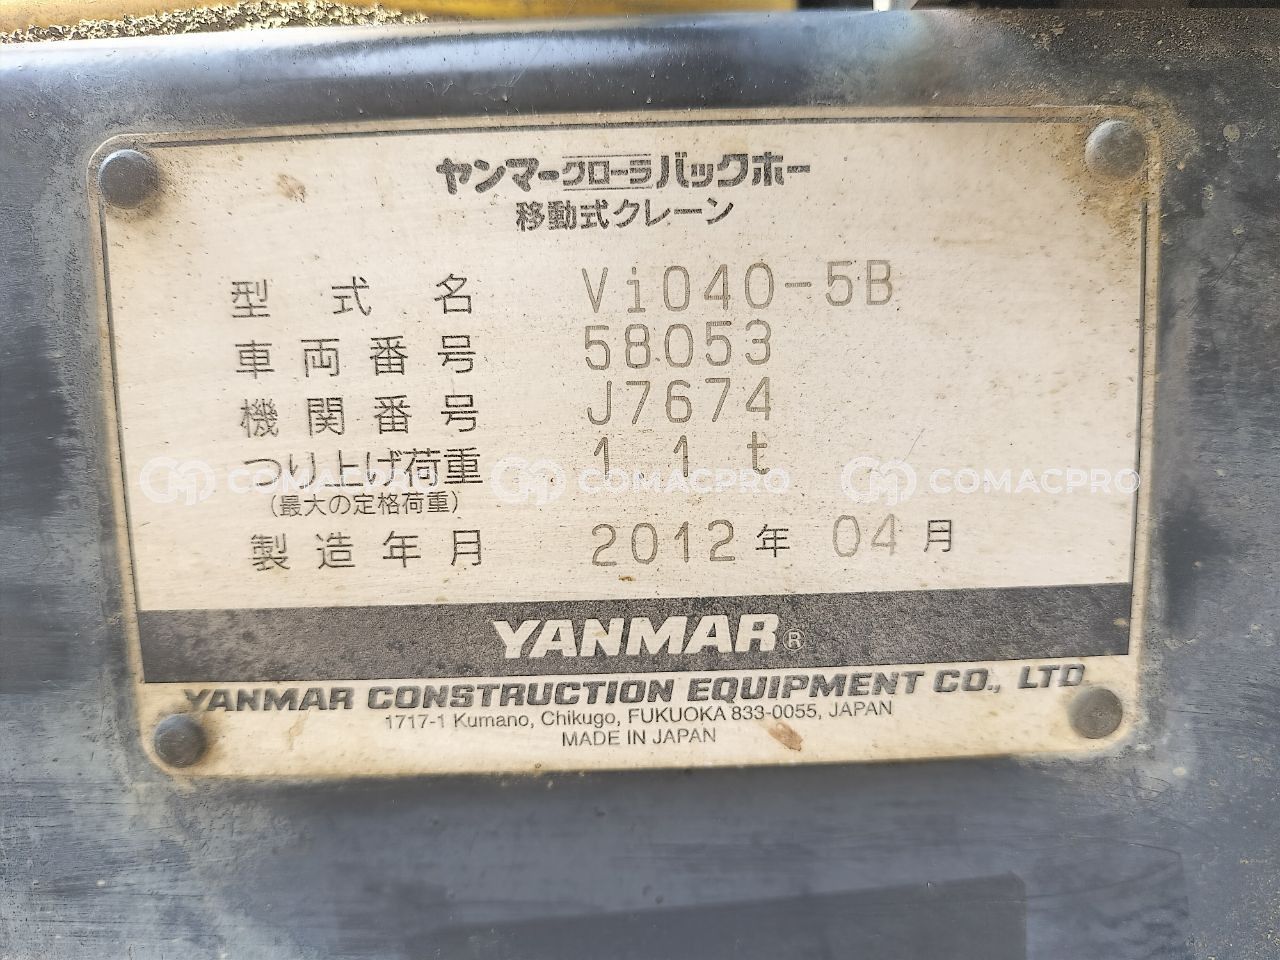 ヤンマークローラバックホー
移動式クレーン
型式名 ViO40-5B
車両番号 58053
機関番号 J7674
つり上げ荷重 1 1 t
(最大の定格荷重)
製造年月 2012年 04月
YANMAR®
YANMAR CONSTRUCTION EQUIPMENT CO., LTD
1717-1 Kumano, Chikugo, FUKUOKA 833-0055, JAPAN
MADE IN JAPAN
COMACPRO COMACPRO COMACPRO